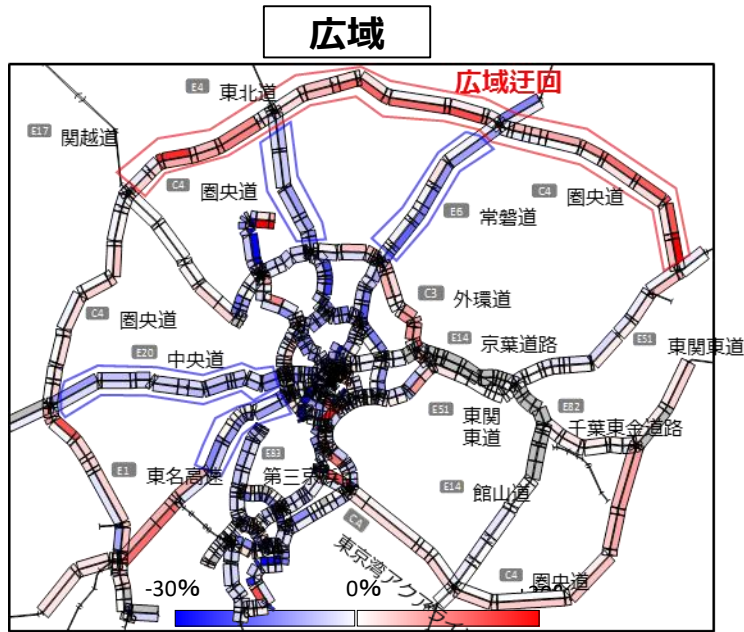 広域
広域迂回
E4 東北道
E17 関越道
C4 圏央道
C4 圏央道
E6 常磐道
C3 外環道
C4 圏央道
E14 京葉道路
E20 中央道
E51 東関東道
E51 東関
東道
E82
千葉東金道路
E1 東名高速
E83
第三京
E14 館山道
CA
東京湾アクアライ
C4 圏央道
-30%
0%